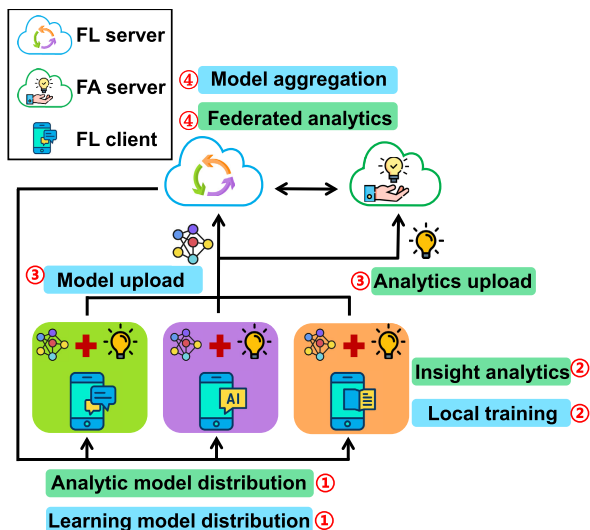 FL server
FA server
FL client
④ Model aggregation
④ Federated analytics
③ Model upload
③ Analytics upload
AI
Insight analytics ②
Local training ②
Analytic model distribution ①
Learning model distribution ①